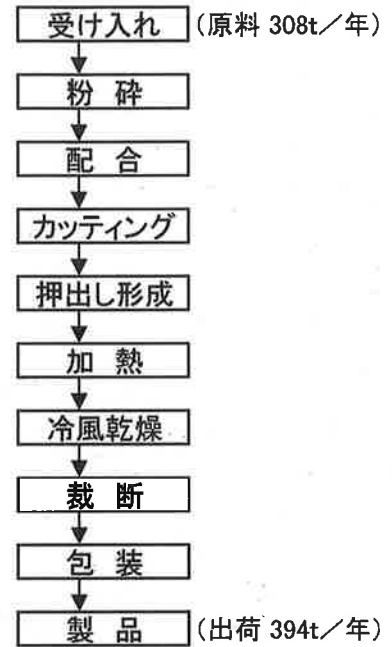 受け入れ (原料 308t／年)
粉 砕
配 合
カッティング
押出し形成
加 熱
冷風乾燥
裁 断
包 装
製 品 (出荷 394t／年)